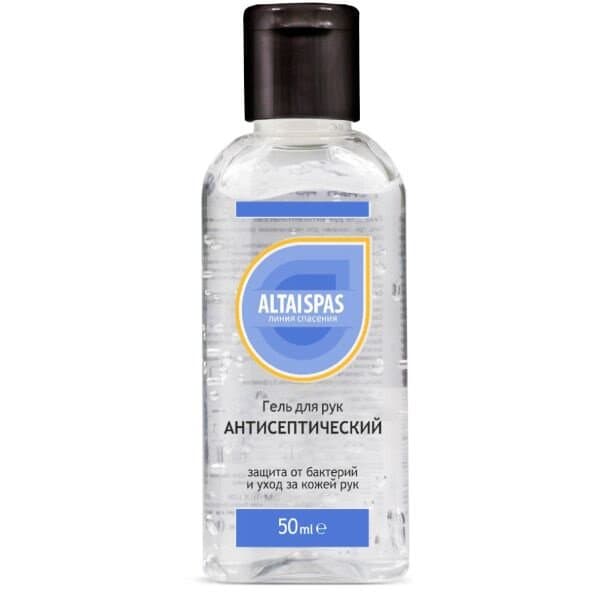 ALTAISPAS
линия спасения
Гель для рук
АНТИСЕПТИЧЕСКИЙ
защита от бактерий
и уход за кожей рук
50ml ℮